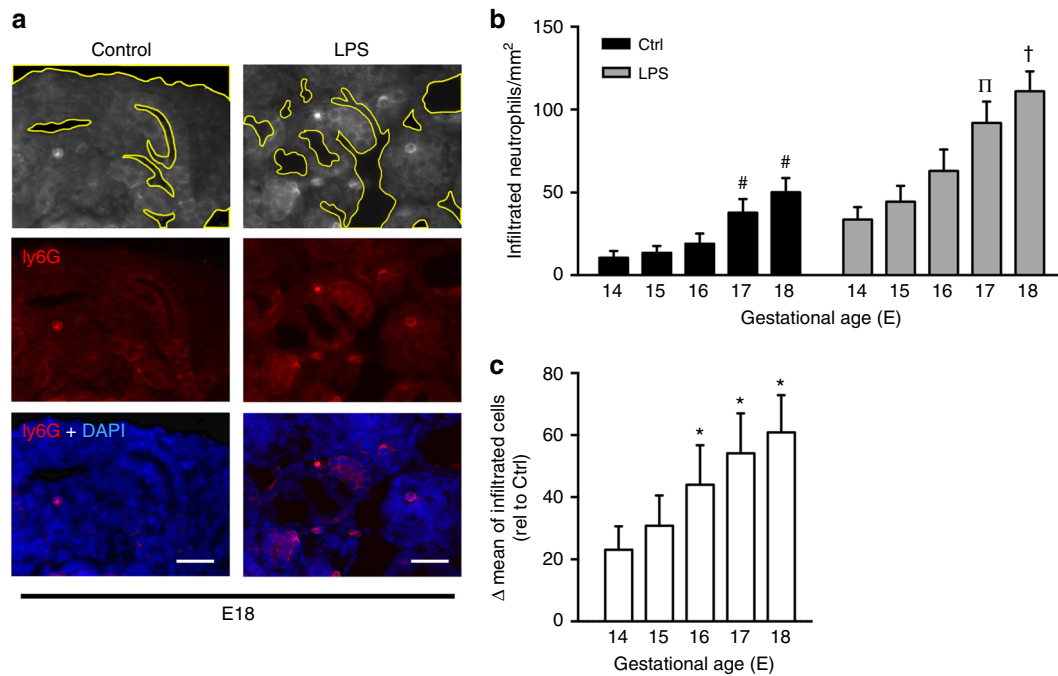 a
Control
LPS
ly6G
ly6G + DAPI
E18
b
Infiltrated neutrophils/mm²
150
100
50
0
Ctrl
LPS
# # Π †
14 15 16 17 18 14 15 16 17 18
Gestational age (E)
c
Δ mean of infiltrated cells
(rel to Ctrl)
80
60
40
20
0
* * *
14 15 16 17 18
Gestational age (E)